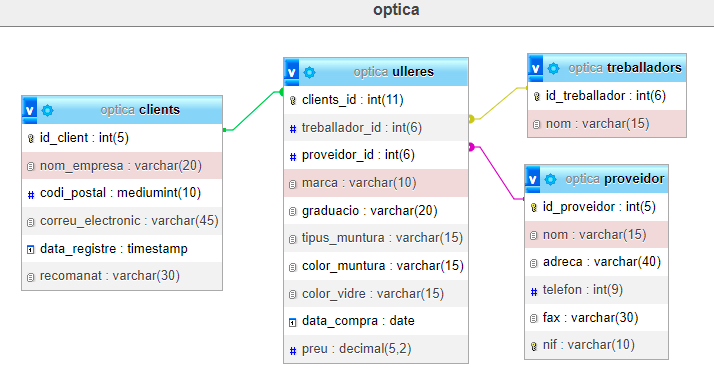 optica
optica clients
id_client : int(5)
nom_empresa : varchar(20)
codi_postal : mediumint(10)
correu_electronic : varchar(45)
data_registre : timestamp
recomanat : varchar(30)
optica ulleres
clients_id : int(11)
treballador_id : int(6)
proveidor_id : int(6)
marca : varchar(10)
graduacio : varchar(20)
tipus_muntura : varchar(15)
color_muntura : varchar(15)
color_vidre : varchar(15)
data_compra : date
preu : decimal(5,2)
optica treballadors
id_treballador : int(6)
nom : varchar(15)
optica proveidor
id_proveidor : int(5)
nom : varchar(15)
adreca : varchar(40)
telefon : int(9)
fax : varchar(30)
nif : varchar(10)